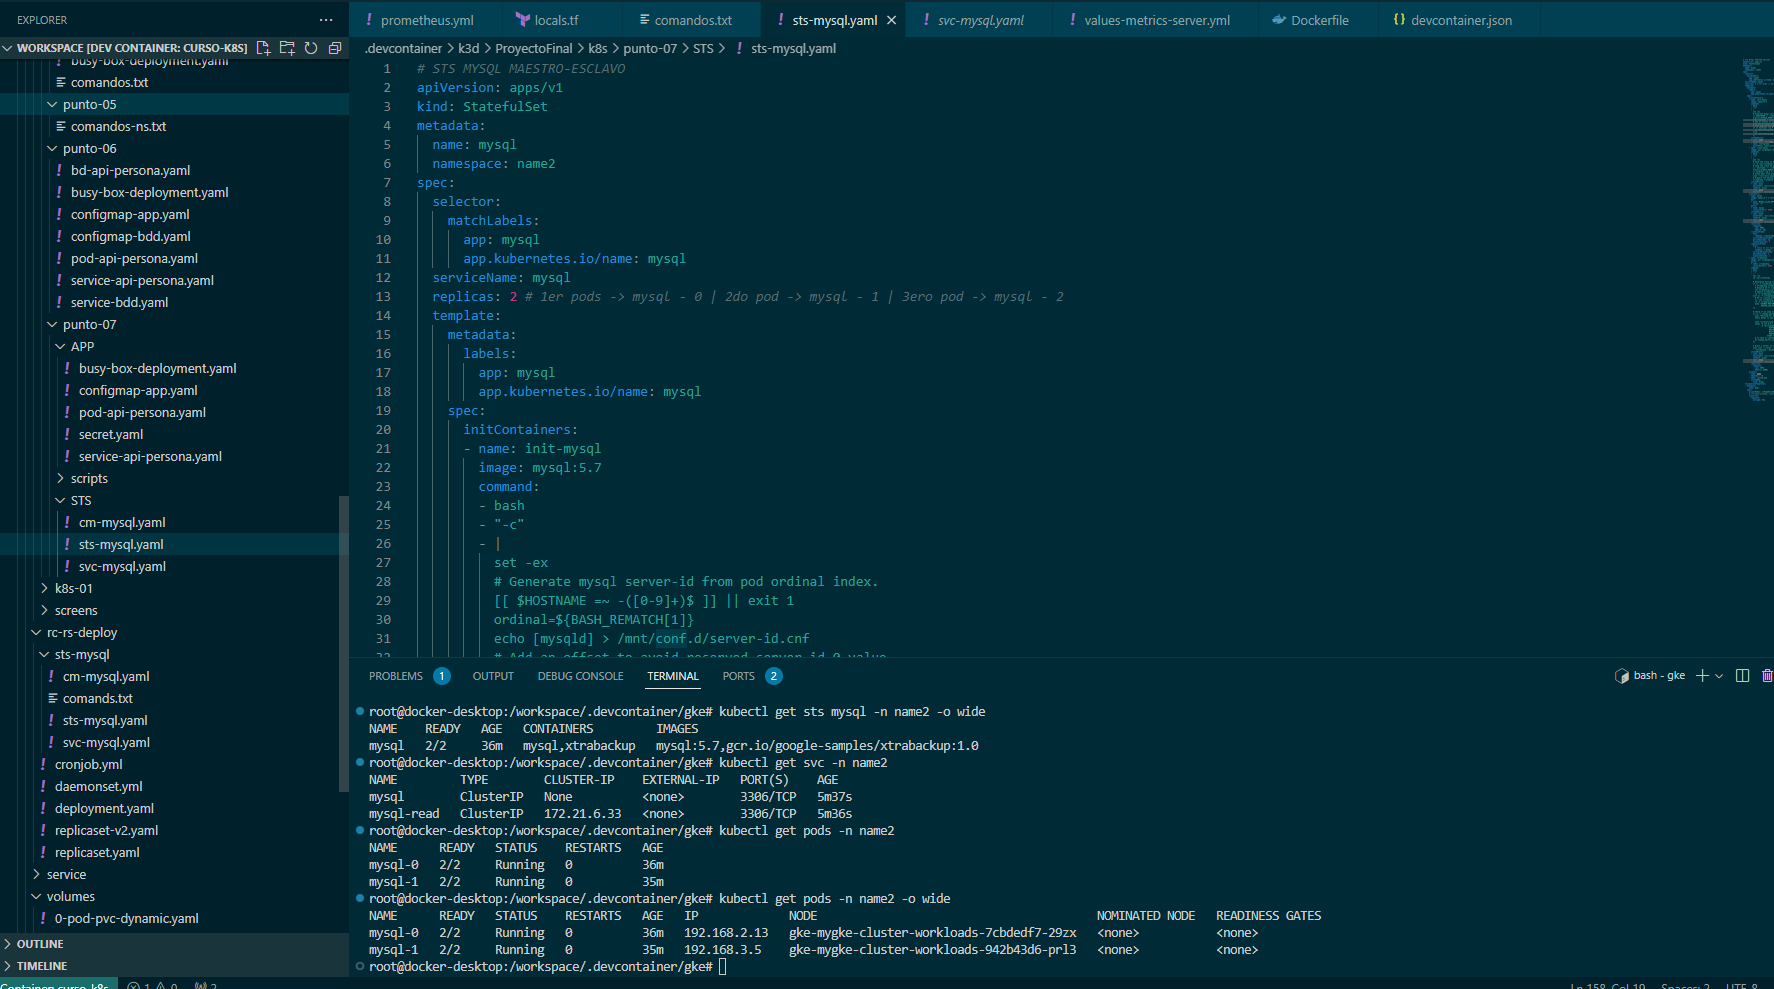 EXPLORER ···
prometheus.yml locals.tf comandos.txt sts-mysql.yaml svc-mysql.yaml values-metrics-server.yml Dockerfile devcontainer.json
WORKSPACE [DEV CONTAINER: CURSO-K8S]
busy-box-deployment.yaml
comandos.txt
punto-05
comandos-ns.txt
punto-06
bd-api-persona.yaml
busy-box-deployment.yaml
configmap-app.yaml
configmap-bdd.yaml
pod-api-persona.yaml
service-api-persona.yaml
service-bdd.yaml
punto-07
APP
busy-box-deployment.yaml
configmap-app.yaml
pod-api-persona.yaml
secret.yaml
service-api-persona.yaml
scripts
STS
cm-mysql.yaml
sts-mysql.yaml
svc-mysql.yaml
k8s-01
screens
rc-rs-deploy
sts-mysql
cm-mysql.yaml
comands.txt
sts-mysql.yaml
svc-mysql.yaml
cronjob.yml
daemonset.yml
deployment.yaml
replicaset-v2.yaml
replicaset.yaml
service
volumes
0-pod-pvc-dynamic.yaml
OUTLINE
TIMELINE
.devcontainer > k3d > ProyectoFinal > k8s > punto-07 > STS > ! sts-mysql.yaml
1 # STS MYSQL MAESTRO-ESCLAVO
2 apiVersion: apps/v1
3 kind: StatefulSet
4 metadata:
5 name: mysql
6 namespace: name2
7 spec:
8 selector:
9 matchLabels:
10 app: mysql
11 app.kubernetes.io/name: mysql
12 serviceName: mysql
13 replicas: 2 # 1er pods -> mysql - 0 | 2do pod -> mysql - 1 | 3ero pod -> mysql - 2
14 template:
15 metadata:
16 labels:
17 app: mysql
18 app.kubernetes.io/name: mysql
19 spec:
20 initContainers:
21 - name: init-mysql
22 image: mysql:5.7
23 command:
24 - bash
25 - "-c"
26 - |
27 set -ex
28 # Generate mysql server-id from pod ordinal index.
29 [[ $HOSTNAME =~ -([0-9]+)$ ]] || exit 1
30 ordinal=${BASH_REMATCH[1]}
31 echo [mysqld] > /mnt/conf.d/server-id.cnf
32 # Add an offset to avoid reserved server-id=0 value.
PROBLEMS 1 OUTPUT DEBUG CONSOLE TERMINAL PORTS 2 bash - gke
root@docker-desktop:/workspace/.devcontainer/gke# kubectl get sts mysql -n name2 -o wide
NAME READY AGE CONTAINERS IMAGES
mysql 2/2 36m mysql,xtrabackup mysql:5.7,gcr.io/google-samples/xtrabackup:1.0
root@docker-desktop:/workspace/.devcontainer/gke# kubectl get svc -n name2
NAME TYPE CLUSTER-IP EXTERNAL-IP PORT(S) AGE
mysql ClusterIP None <none> 3306/TCP 5m37s
mysql-read ClusterIP 172.21.6.33 <none> 3306/TCP 5m36s
root@docker-desktop:/workspace/.devcontainer/gke# kubectl get pods -n name2
NAME READY STATUS RESTARTS AGE
mysql-0 2/2 Running 0 36m
mysql-1 2/2 Running 0 35m
root@docker-desktop:/workspace/.devcontainer/gke# kubectl get pods -n name2 -o wide
NAME READY STATUS RESTARTS AGE IP NODE NOMINATED NODE READINESS GATES
mysql-0 2/2 Running 0 36m 192.168.2.13 gke-mygke-cluster-workloads-7cbdedf7-29zx <none> <none>
mysql-1 2/2 Running 0 35m 192.168.3.5 gke-mygke-cluster-workloads-942b43d6-prl3 <none> <none>
root@docker-desktop:/workspace/.devcontainer/gke#
Container curso-k8s 1 0 2 Ln 158, Col 19 Spaces: 2 UTF-8